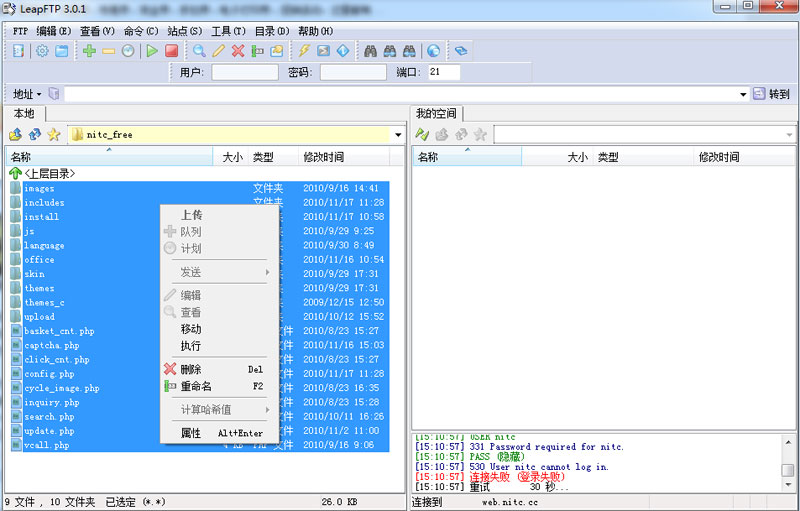 LeapFTP 3.0.1
FTP 编辑(E) 查看(V) 命令(C) 站点(S) 工具(T) 目录(D) 帮助(H)
用户: 密码: 端口: 21
地址 转到
本地 我的空间
nitc_free
名称 大小 类型 修改时间 名称 大小 类型 修改时间
<上层目录>
images 文件夹 2010/9/16 14:41
includes 文件夹 2010/11/17 11:28
install 2010/11/17 10:58
js 2010/9/29 9:25
language 2010/9/30 8:49
office 2010/11/16 10:54
skin 2010/9/29 17:31
themes 2010/9/29 17:31
themes_c 2009/12/15 12:50
upload 2010/10/12 15:52
basket_cnt.php 文件 2010/8/23 15:27
captcha.php 文件 2010/11/16 15:03
click_cnt.php 文件 2010/8/23 15:27
config.php 文件 2010/11/17 11:28
cycle_image.php 文件 2010/8/23 16:35
inquiry.php 文件 2010/8/23 15:28
search.php 文件 2010/10/11 16:26
update.php 文件 2010/11/2 11:00
vcall.php 4 KB PHP 文件 2010/9/16 9:06
上传
队列
计划
发送
编辑
查看
移动
执行
删除 Del
重命名 F2
计算哈希值
属性 Alt+Enter
[15:10:57] USER nitc
[15:10:57] 331 Password required for nitc.
[15:10:57] PASS (隐藏)
[15:10:57] 530 User nitc cannot log in.
[15:10:57] 连接失败 (登录失败)
[15:10:57] 重试 30 秒...
9 文件 , 10 文件夹 已选定 (*.*) 26.0 KB 连接到 web.nitc.cc